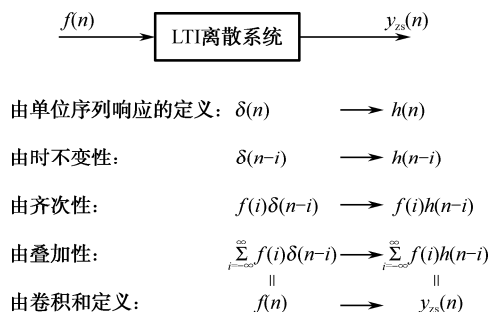 f(n) LTI离散系统 y_zs(n)
由单位序列响应的定义: δ(n) → h(n)
由时不变性: δ(n−i) → h(n−i)
由齐次性: f(i)δ(n−i) → f(i)h(n−i)
由叠加性: ∑_{i=−∞}^{∞} f(i)δ(n−i) → ∑_{i=−∞}^{∞} f(i)h(n−i)
॥ ॥
由卷积和定义: f(n) → y_zs(n)